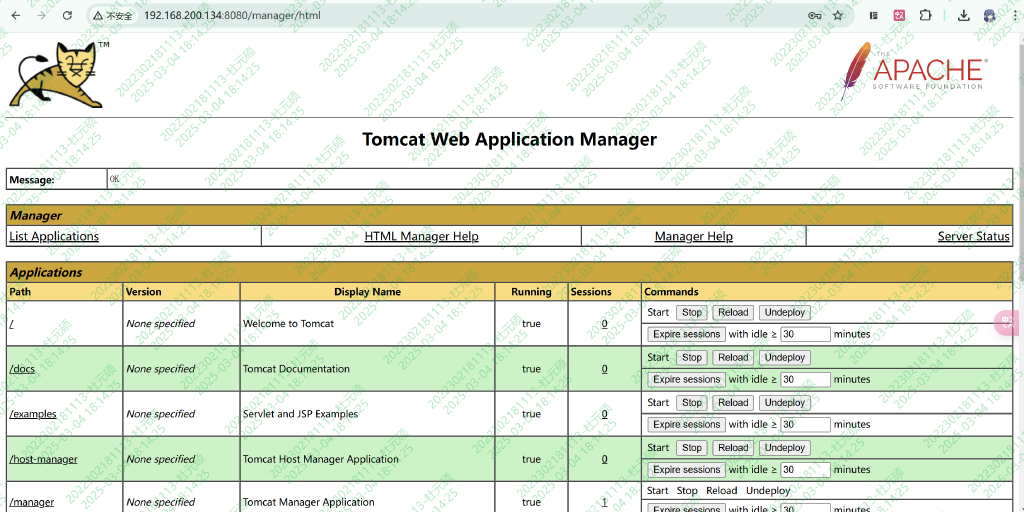 不安全 192.168.200.134:8080/manager/html
TM
THE
APACHE®
SOFTWARE FOUNDATION
Tomcat Web Application Manager
Message: OK
Manager
List Applications HTML Manager Help Manager Help Server Status
Applications
Path Version Display Name Running Sessions Commands
/ None specified Welcome to Tomcat true 0 Start Stop Reload Undeploy
Expire sessions with idle ≥ 30 minutes
/docs None specified Tomcat Documentation true 0 Start Stop Reload Undeploy
Expire sessions with idle ≥ 30 minutes
/examples None specified Servlet and JSP Examples true 0 Start Stop Reload Undeploy
Expire sessions with idle ≥ 30 minutes
/host-manager None specified Tomcat Host Manager Application true 0 Start Stop Reload Undeploy
Expire sessions with idle ≥ 30 minutes
/manager None specified Tomcat Manager Application true 1 Start Stop Reload Undeploy
Expire sessions with idle ≥ 30 minutes
2022302181113-杜元硕
2025-03-04 18:14:25